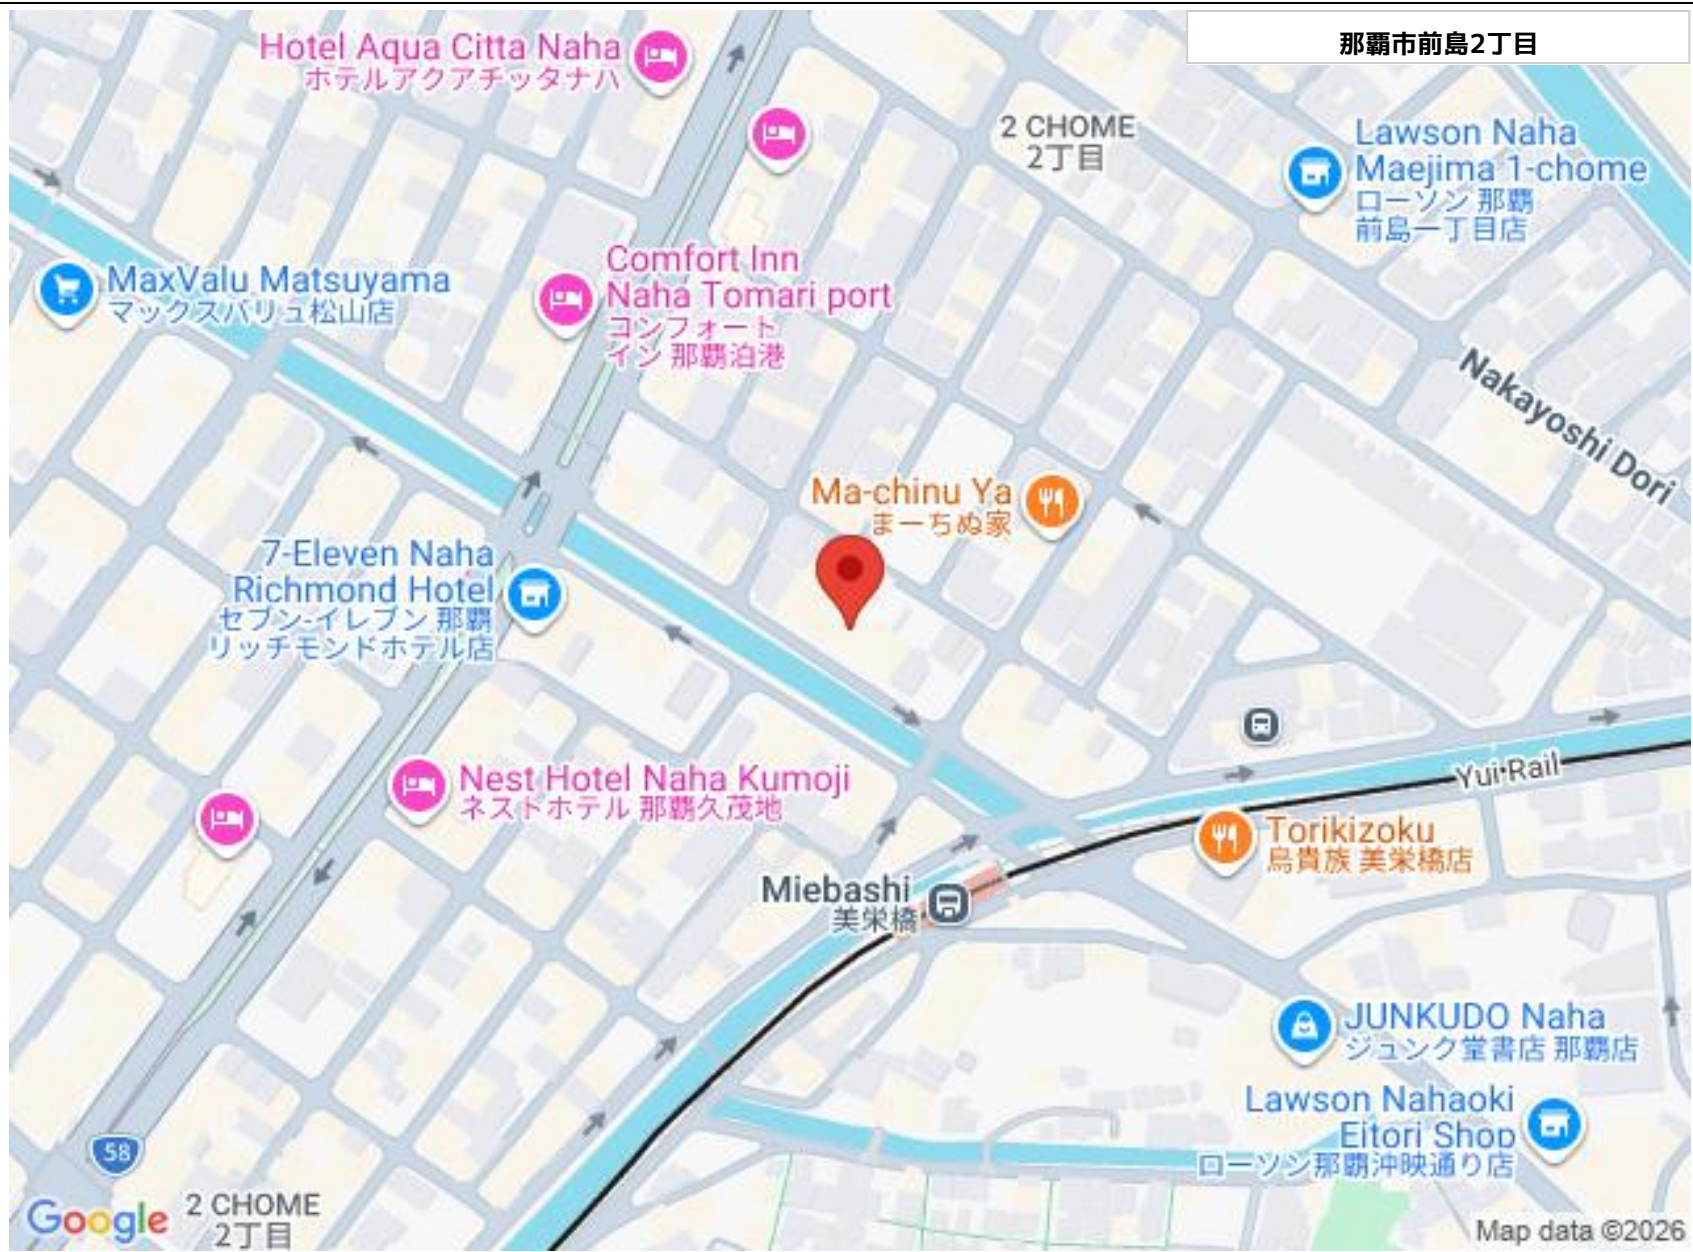 那覇市前島2丁目
Hotel Aqua Citta Naha
ホテルアクアチッタナハ
2 CHOME
2丁目
Lawson Naha
Maejima 1-chome
ローソン 那覇
前島一丁目店
MaxValu Matsuyama
マックスバリュ松山店
Comfort Inn
Naha Tomari port
コンフォート
イン 那覇泊港
Nakayoshi Dori
Ma-chinu Ya
まーちぬ家
7-Eleven Naha
Richmond Hotel
セブン-イレブン 那覇
リッチモンドホテル店
Nest Hotel Naha Kumoji
ネストホテル 那覇久茂地
Yui Rail
Torikizoku
鳥貴族 美栄橋店
Miebashi
美栄橋
JUNKUDO Naha
ジュンク堂書店 那覇店
Lawson Nahaoki
Eitori Shop
ローソン那覇沖映通り店
58
2 CHOME
2丁目
Google
Map data ©2026